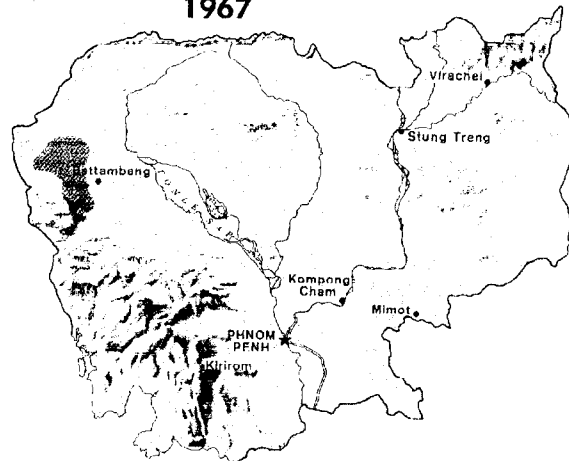 1967
Virachei
Stung Treng
Battambang
Kompong
Cham
Mimot
PHNOM
PENH
Kirirom